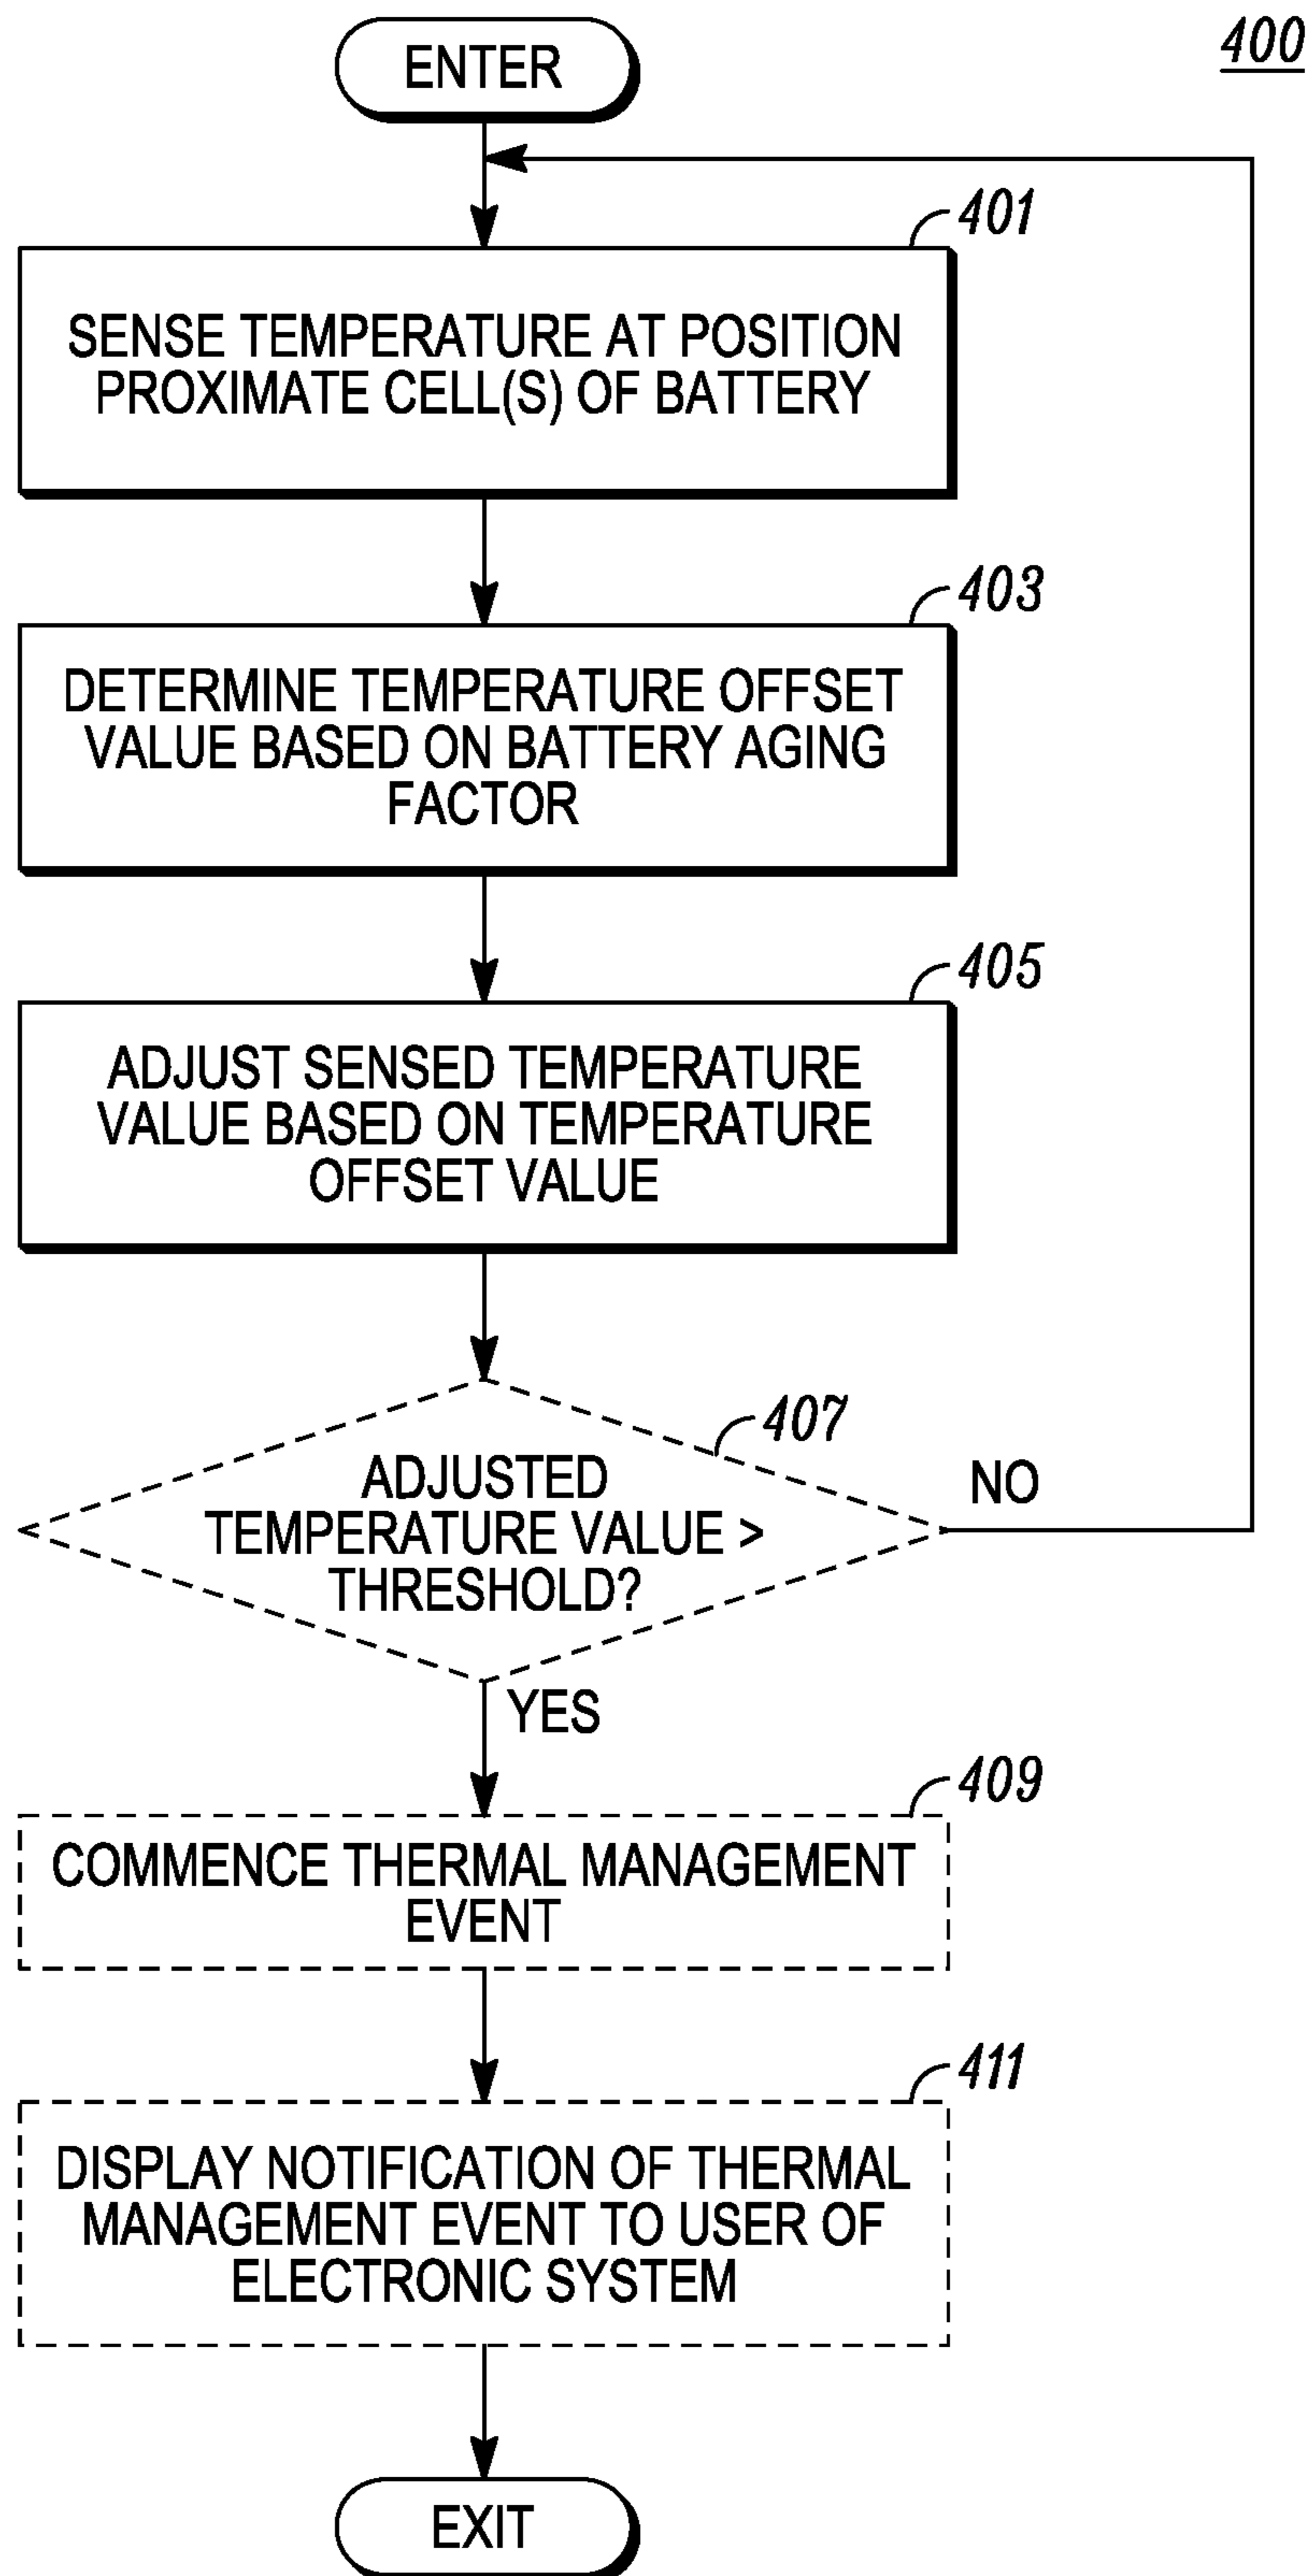 400
ENTER
401
SENSE TEMPERATURE AT POSITION
PROXIMATE CELL(S) OF BATTERY
403
DETERMINE TEMPERATURE OFFSET
VALUE BASED ON BATTERY AGING
FACTOR
405
ADJUST SENSED TEMPERATURE
VALUE BASED ON TEMPERATURE
OFFSET VALUE
407
ADJUSTED
TEMPERATURE VALUE >
THRESHOLD?
NO
YES
409
COMMENCE THERMAL MANAGEMENT
EVENT
411
DISPLAY NOTIFICATION OF THERMAL
MANAGEMENT EVENT TO USER OF
ELECTRONIC SYSTEM
EXIT